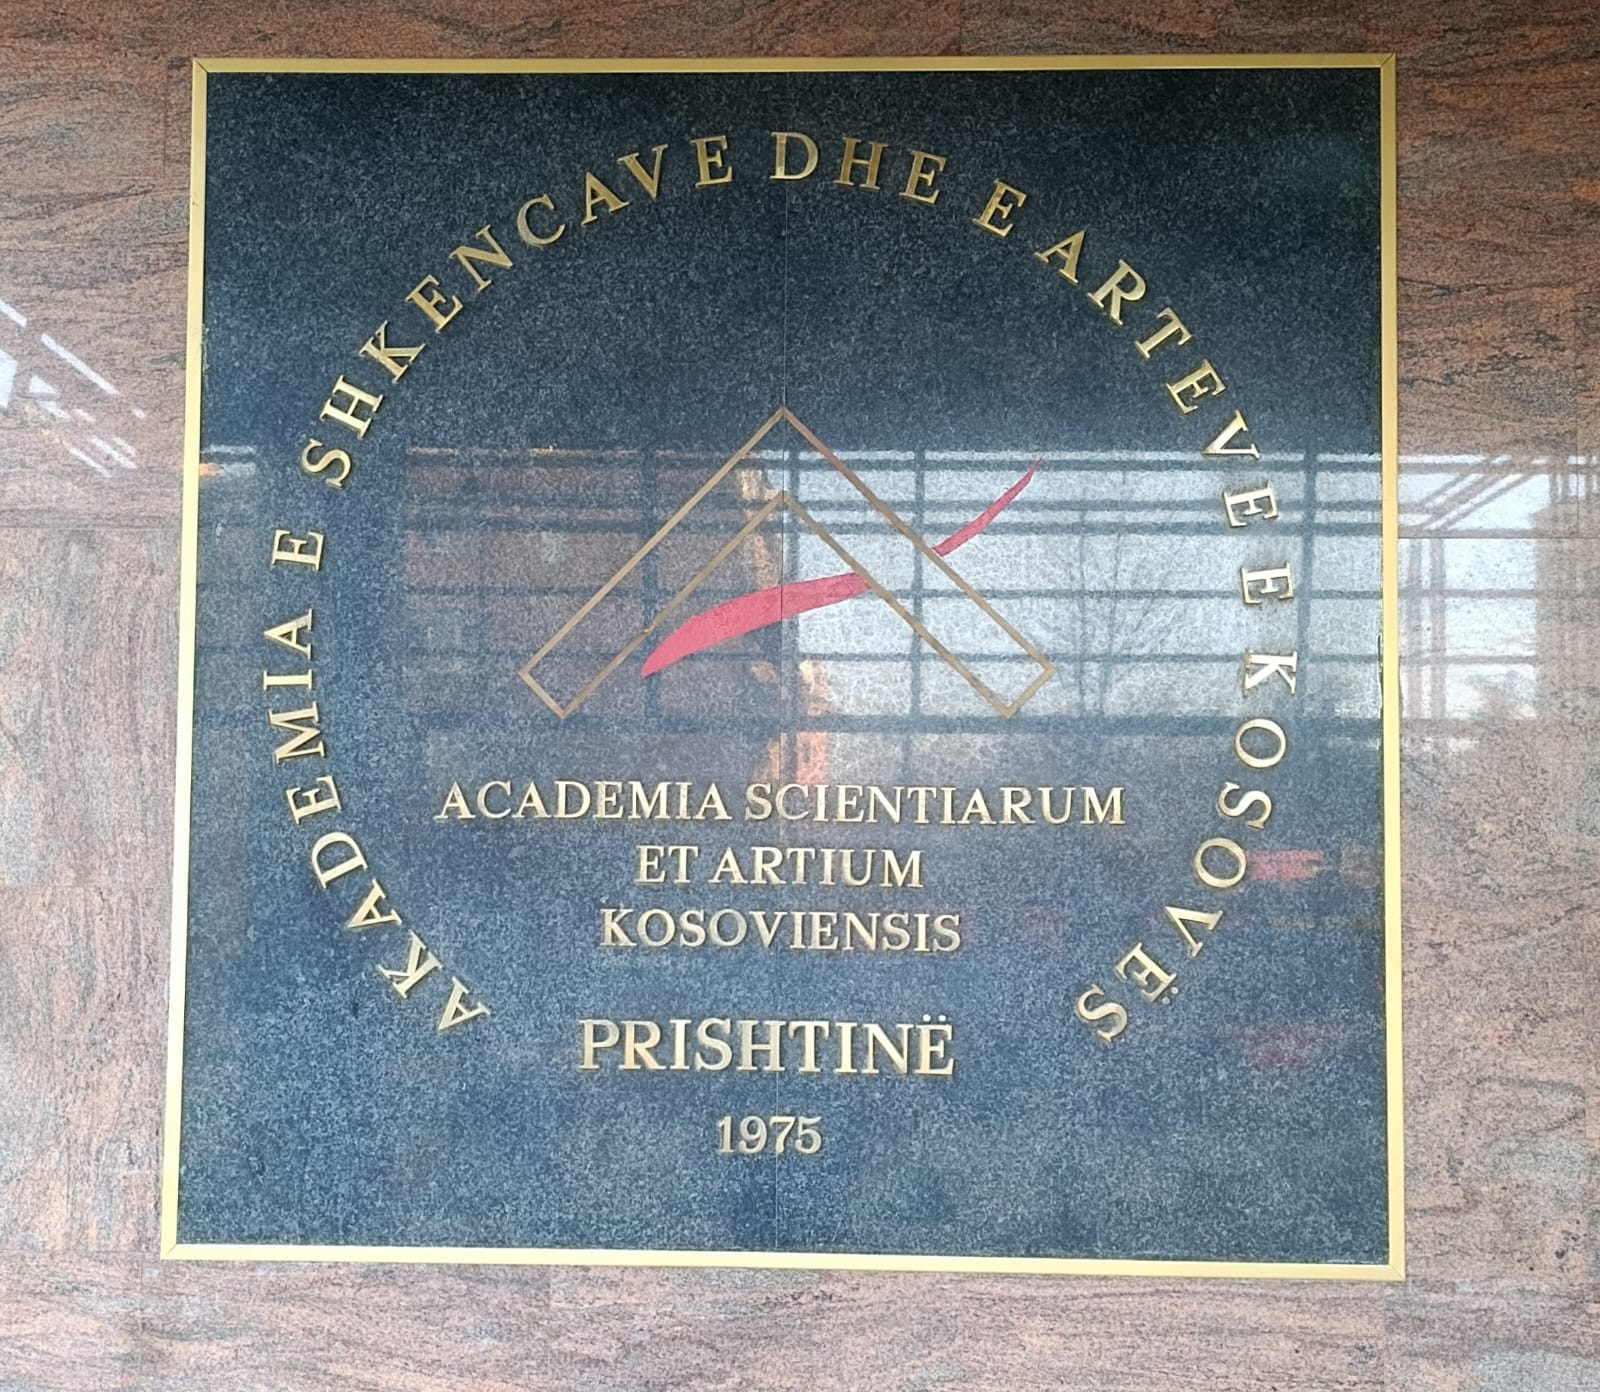 AKADEMIA E SHKENCAVE DHE E ARTEVE E KOSOVËS
ACADEMIA SCIENTIARUM
ET ARTIUM
KOSOVIENSIS
PRISHTINË
1975